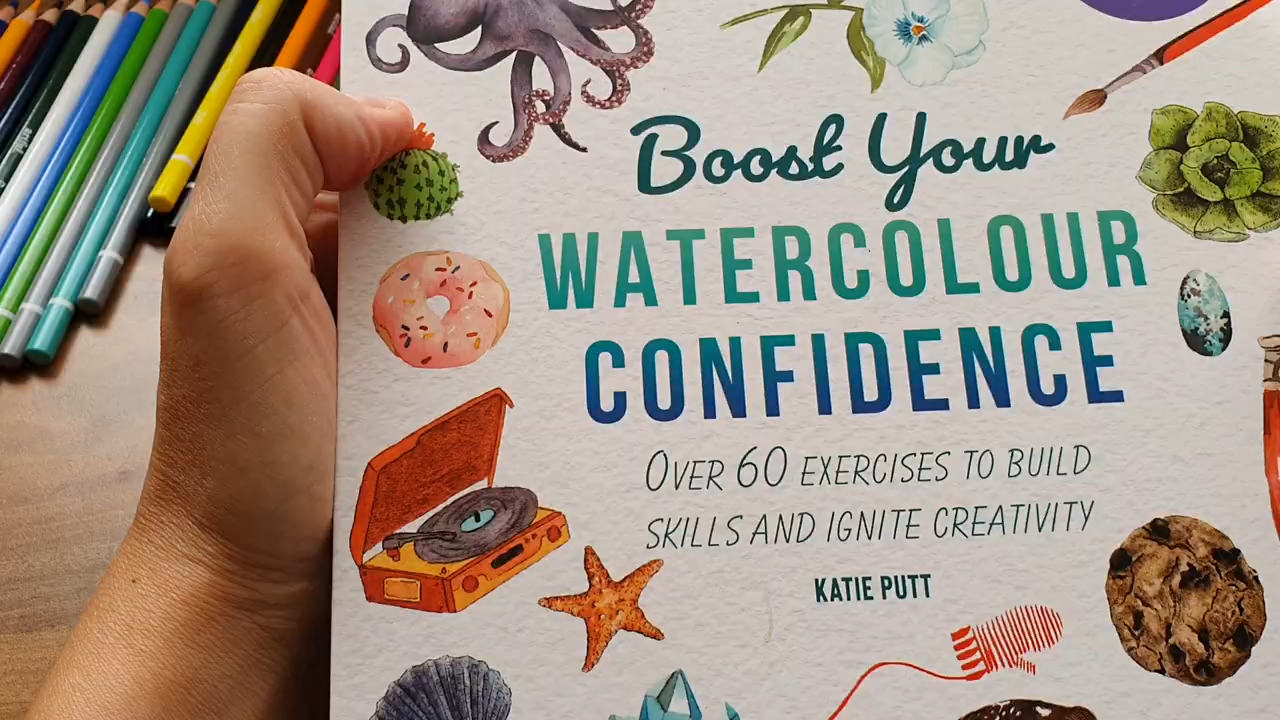 Boost Your
WATERCOLOUR
CONFIDENCE
OVER 60 EXERCISES TO BUILD
SKILLS AND IGNITE CREATIVITY
KATIE PUTT